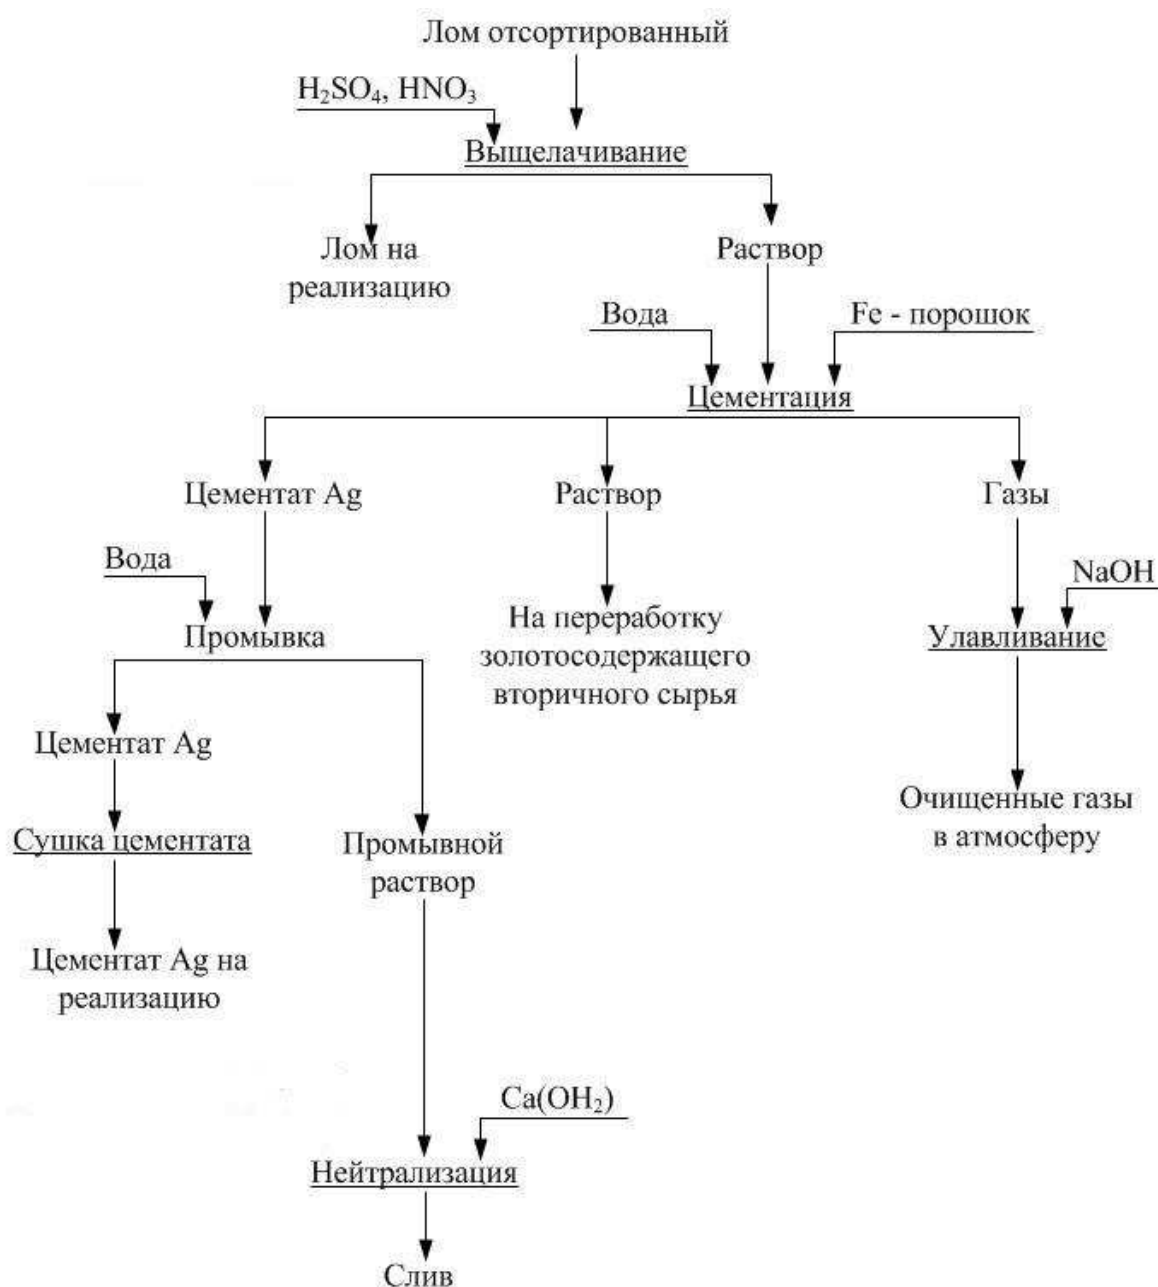 Лом отсортированный
H₂SO₄, HNO₃
Выщелачивание
Лом на
реализацию
Раствор
Вода
Fe - порошок
Цементация
Цементат Ag
Раствор
Газы
Вода
NaOH
Промывка
На переработку
золотосодержащего
вторичного сырья
Улавливание
Цементат Ag
Очищенные газы
в атмосферу
Сушка цементата
Промывной
раствор
Цементат Ag на
реализацию
Ca(OH₂)
Нейтрализация
Слив